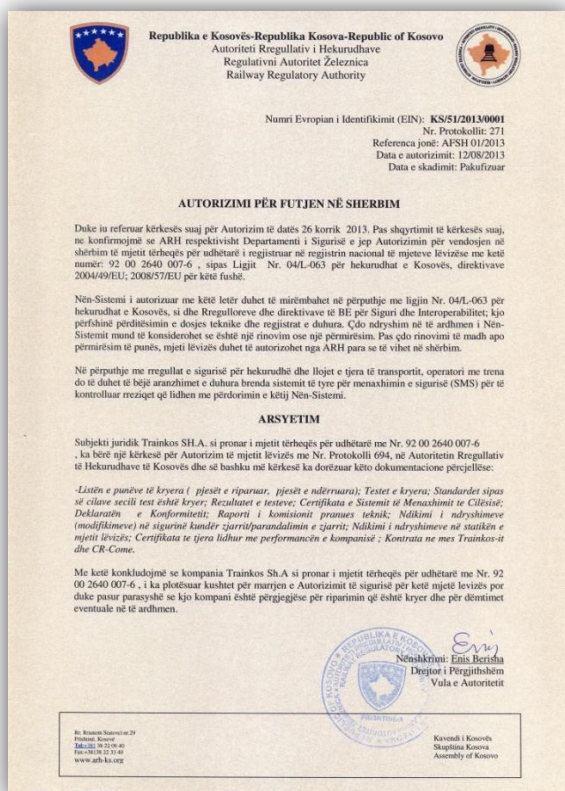 Republika e Kosovës-Republika Kosova-Republic of Kosovo
Autoriteti Rregullativ i Hekurudhave
Regulativni Autoritet Železnica
Railway Regulatory Authority
Numri Evropian i Identifikimit (EIN): KS/51/2013/0001
Nr. Protokollit: 271
Referenca jonë: AFSH 01/2013
Data e autorizimit: 12/08/2013
Data e skadimit: Pakufizuar
AUTORIZIMI PËR FUTJEN NË SHERBIM
Duke iu referuar kërkesës suaj për Autorizim të datës 26 korrik 2013. Pas shqyrtimit të kërkesës suaj,
ne konfirmojmë se ARH respektivisht Departamenti i Sigurisë e jep Autorizimin për vendosjen në
shërbim të mjetit tërheqës për udhëtarë i regjistruar në regjistrin nacional të mjeteve lëvizëse me ketë
numër: 92 00 2640 007-6 , sipas Ligjit Nr. 04/L-063 për hekurudhat e Kosovës, direktivave
2004/49/EU; 2008/57/EU për këtë fushë.
Nën-Sistemi i autorizuar me këtë letër duhet të mirëmbahet në përputhje me ligjin Nr. 04/L-063 për
hekurudhat e Kosovës, si dhe Rregulloreve dhe direktivave të BE për Siguri dhe Interoperabilitet; kjo
përfshinë përditësimin e dosjes teknike dhe regjistrat e duhura. Çdo ndryshim në të ardhmen i Nën-
Sistemit mund të konsiderohet se është një rinovim ose një përmirësim. Pas çdo rinovimi të madh apo
përmirësim të punës, mjeti lëvizës duhet të autorizohet nga ARH para se të vihet në shërbim.
Në përputhje me rregullat e sigurisë për hekurudhë dhe llojet e tjera të transportit, operatori me trena
do të duhet të bëjë aranzhimet e duhura brenda sistemit të tyre për menaxhimin e sigurisë (SMS) për të
kontrolluar rreziqet që lidhen me përdorimin e këtij Nën-Sistemi.
ARSYETIM
Subjekti juridik Trainkos SH.A. si pronar i mjetit tërheqës për udhëtarë me Nr. 92 00 2640 007-6
, ka bërë një kërkesë për Autorizim të mjetit lëvizës me Nr. Protokolli 694, në Autoritetin Rregullativ
të Hekurudhave të Kosovës dhe së bashku më kërkesë ka dorëzuar këto dokumentacione përcjellëse:
-Listën e punëve të kryera ( pjesët e riparuar, pjesët e ndërruara); Testet e kryera; Standardet sipas
së cilave secili test është kryer; Rezultatet e testeve; Certifikata e Sistemit të Menaxhimit te Cilësisë;
Deklaratën e Konformitetit; Raporti i komisionit pranues teknik; Ndikimi i ndryshimeve
(modifikimeve) në sigurinë kundër zjarrit/parandalimin e zjarrit; Ndikimi i ndryshimeve në statikën e
mjetit lëvizës; Certifikata te tjera lidhur me performancën e kompanisë ; Kontrata ne mes Trainkos-it
dhe CR-Come.
Me ketë konkludojmë se kompania Trainkos Sh.A si pronari i mjetit tërheqës për udhëtarë me Nr. 92
00 2640 007-6 , i ka plotësuar kushtet për marrjen e Autorizimit të sigurisë për ketë mjetë levizës por
duke pasur parasyshë se kjo kompani është përgjegjëse për riparimin që është kryer dhe për dëmtimet
eventuale në të ardhmen.
Nënshkrimi: Enis Berisha
Drejtor i Përgjithshëm
Vula e Autoritetit
Prishtinë, Kosovë
www.arh-ks.org
Kuvendi i Kosovës
Skupština Kosova
Assembly of Kosovo